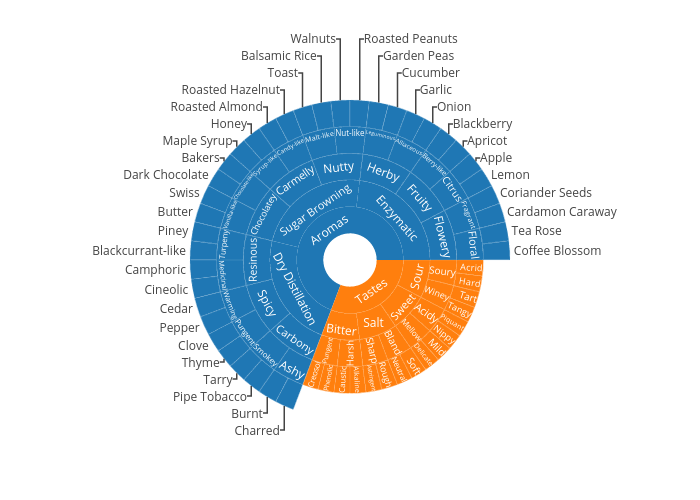 Walnuts
Roasted Peanuts
Balsamic Rice
Garden Peas
Toast
Cucumber
Roasted Hazelnut
Garlic
Roasted Almond
Onion
Honey
Blackberry
Maple Syrup
Apricot
Bakers
Apple
Dark Chocolate
Lemon
Swiss
Coriander Seeds
Butter
Cardamon Caraway
Piney
Tea Rose
Blackcurrant-like
Coffee Blossom
Camphoric
Cineolic
Cedar
Pepper
Clove
Thyme
Tarry
Pipe Tobacco
Burnt
Charred
Aromas
Enzymatic
Sugar Browning
Dry Distillation
Flowery
Fruity
Herby
Nutty
Carmelly
Chocolatey
Resinous
Spicy
Carbony
Floral
Fragrant
Citrus
Berry-like
Alliaceous
Leguminous
Nut-like
Malt-like
Candy-like
Syrup-like
Chocolate-like
Vanilla-like
Turpeny
Medicinal
Warming
Pungent
Smokey
Ashy
Tastes
Sour
Sweet
Salt
Bitter
Soury
Winey
Acidy
Mellow
Bland
Sharp
Harsh
Pungent
Acrid
Hard
Tart
Tangy
Piquant
Nippy
Mild
Delicate
Soft
Neutral
Rough
Astringent
Alkaline
Caustic
Phenolic
Creosol